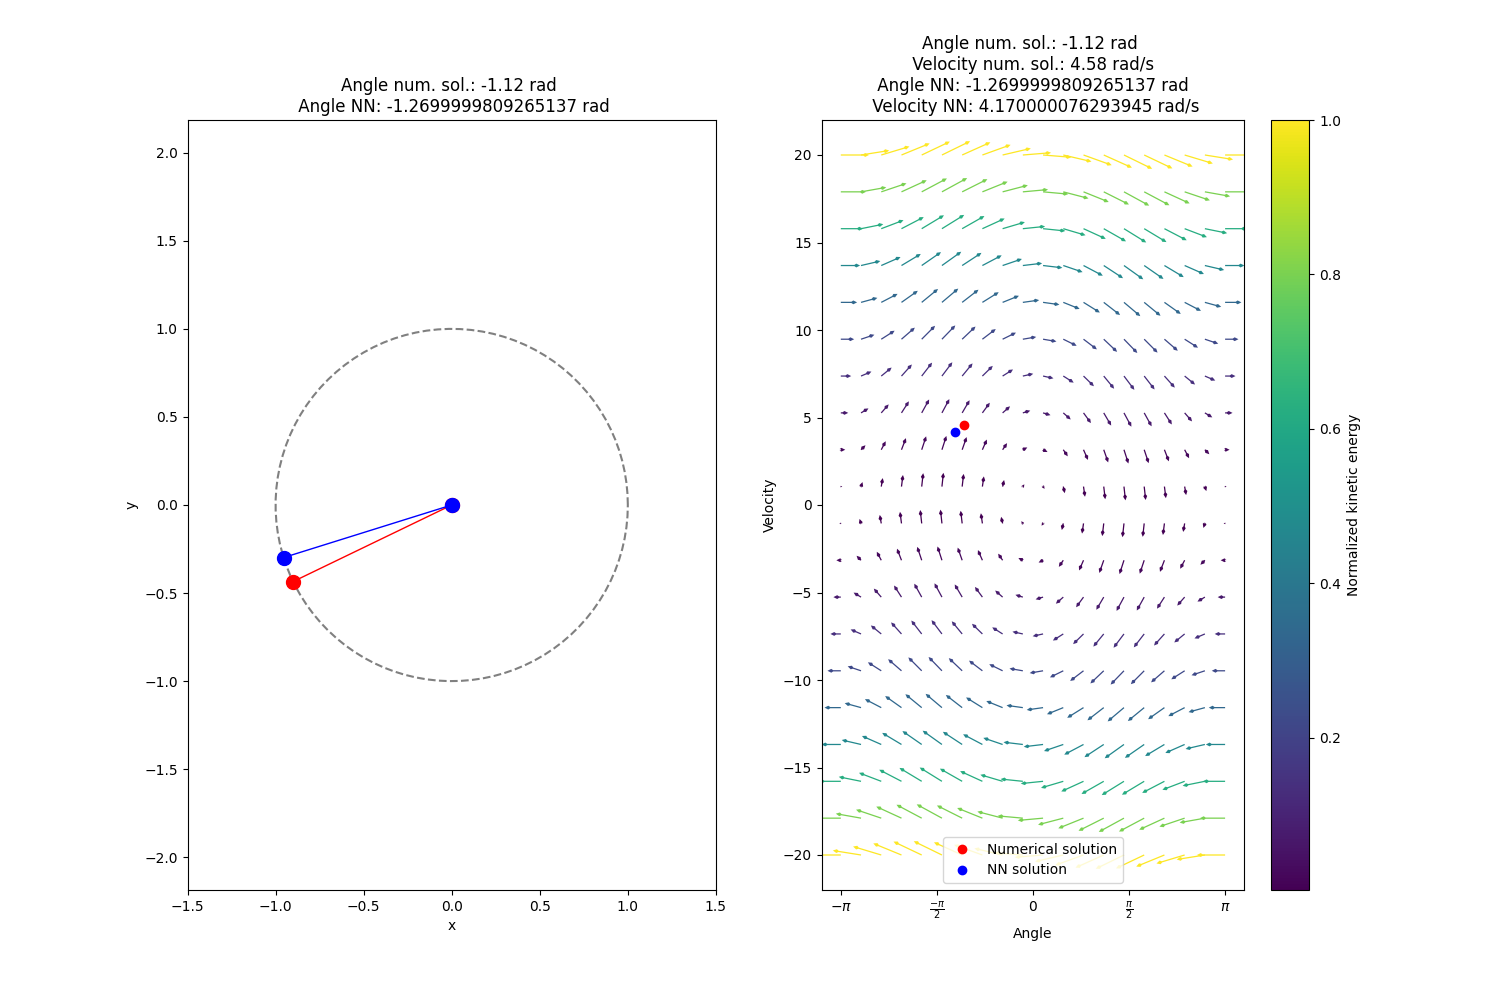 Angle num. sol.: -1.12 rad
Angle NN: -1.2699999809265137 rad
2.0
1.5
1.0
0.5
0.0
−0.5
−1.0
−1.5
−2.0
y
−1.5
−1.0
−0.5
0.0
0.5
1.0
1.5
x
Angle num. sol.: -1.12 rad
Velocity num. sol.: 4.58 rad/s
Angle NN: -1.2699999809265137 rad
Velocity NN: 4.170000076293945 rad/s
20
15
10
5
0
−5
−10
−15
−20
Velocity
Numerical solution
NN solution
−π
−π/2
0
π/2
π
Angle
1.0
0.8
0.6
0.4
0.2
Normalized kinetic energy